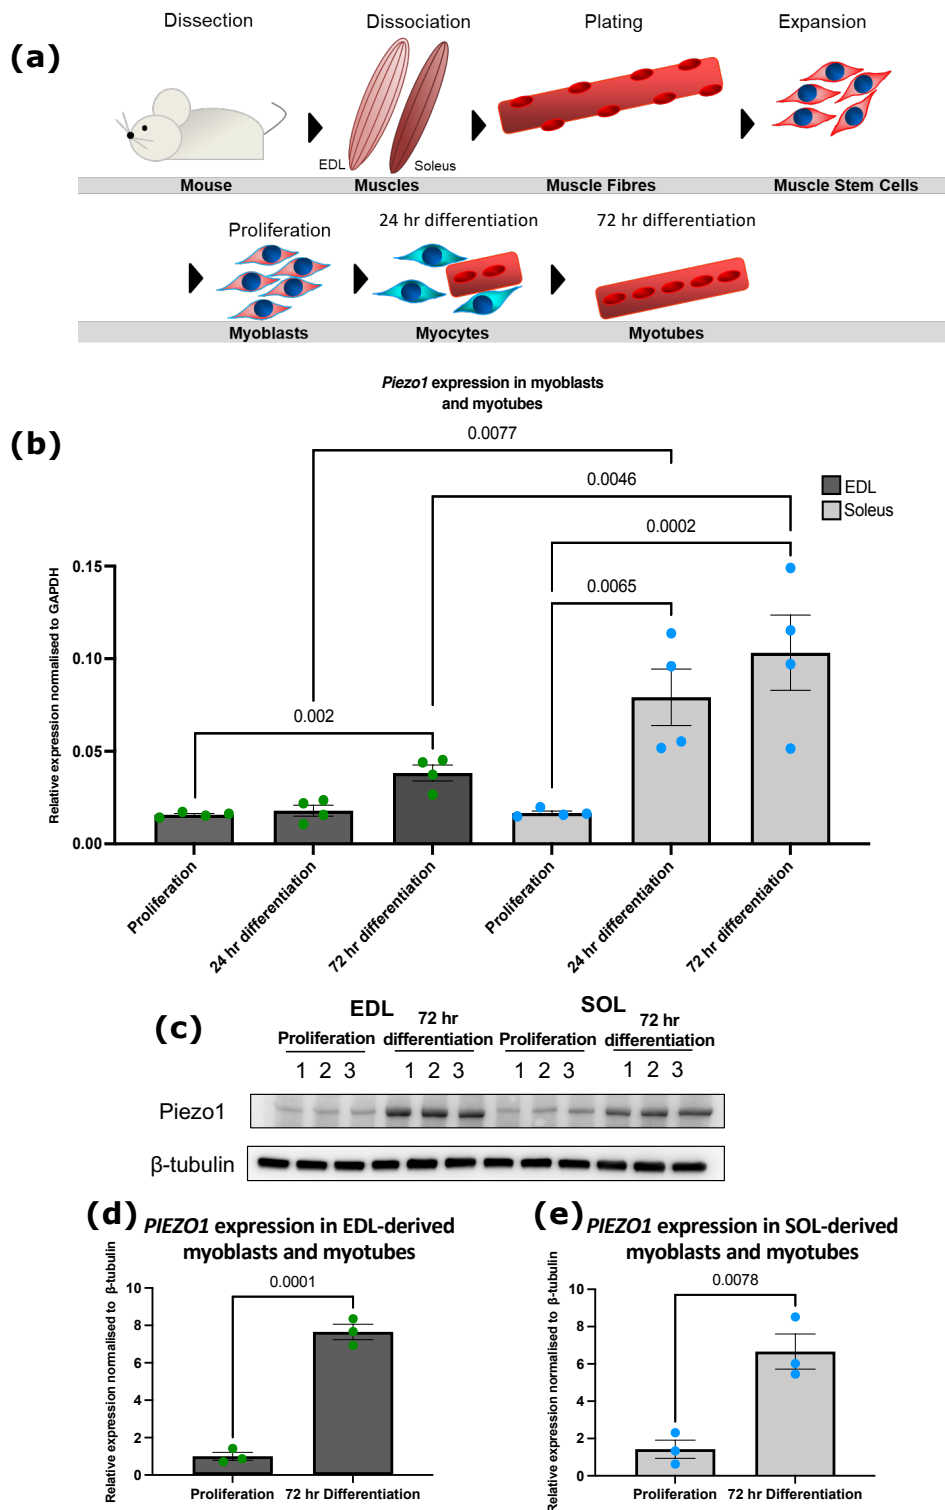 (a)
Dissection
Dissociation
Plating
Expansion
EDL
Soleus
Mouse
Muscles
Muscle Fibres
Muscle Stem Cells
Proliferation
24 hr differentiation
72 hr differentiation
Myoblasts
Myocytes
Myotubes
(b)
Piezo1 expression in myoblasts
and myotubes
0.0077
0.0046
0.0002
0.0065
0.002
EDL
Soleus
Relative expression normalised to GAPDH
0.15
0.10
0.05
0.00
Proliferation
24 hr differentiation
72 hr differentiation
Proliferation
24 hr differentiation
72 hr differentiation
(c)
EDL
SOL
Proliferation
72 hr
differentiation
Proliferation
72 hr
differentiation
1 2 3 1 2 3 1 2 3 1 2 3
Piezo1
β-tubulin
(d)
PIEZO1 expression in EDL-derived
myoblasts and myotubes
0.0001
Relative expression normalised to β-tubulin
10
8
6
4
2
0
Proliferation
72 hr Differentiation
(e)
PIEZO1 expression in SOL-derived
myoblasts and myotubes
0.0078
Relative expression normalised to β-tubulin
10
8
6
4
2
0
Proliferation
72 hr Differentiation